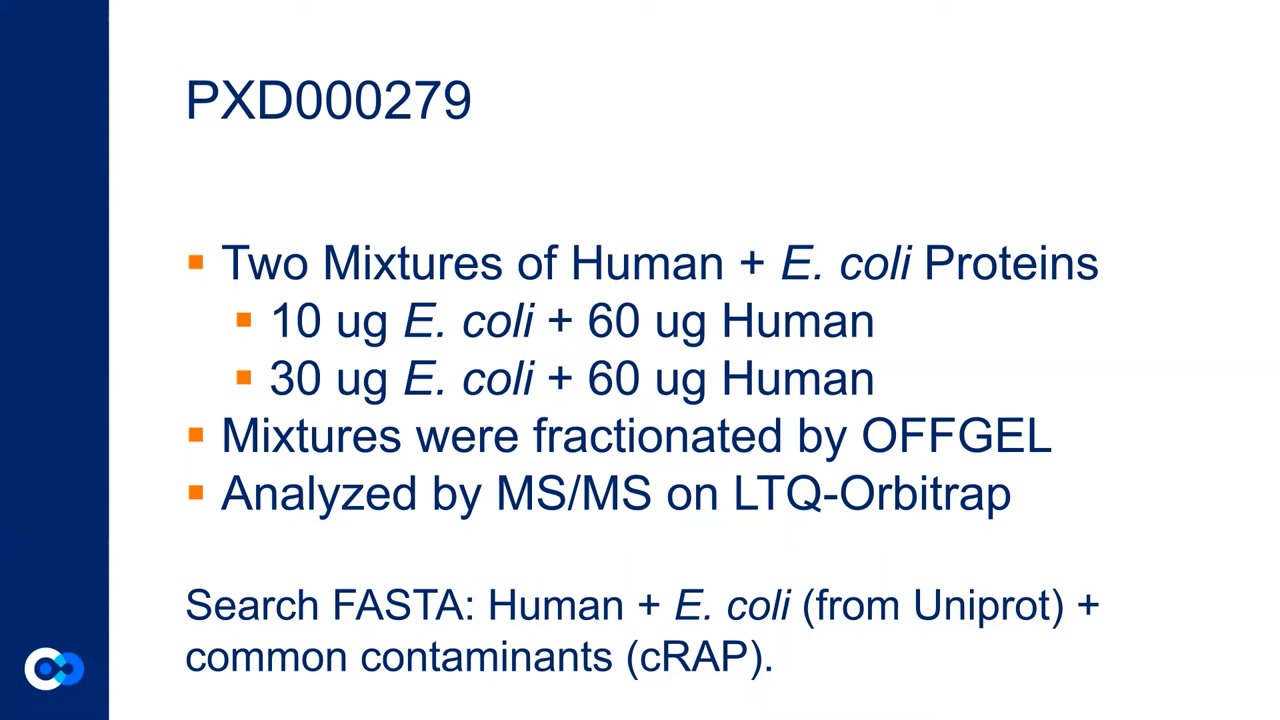 PXD000279
Two Mixtures of Human + E. coli Proteins
10 ug E. coli + 60 ug Human
30 ug E. coli + 60 ug Human
Mixtures were fractionated by OFFGEL
Analyzed by MS/MS on LTQ-Orbitrap
Search FASTA: Human + E. coli (from Uniprot) +
common contaminants (cRAP).